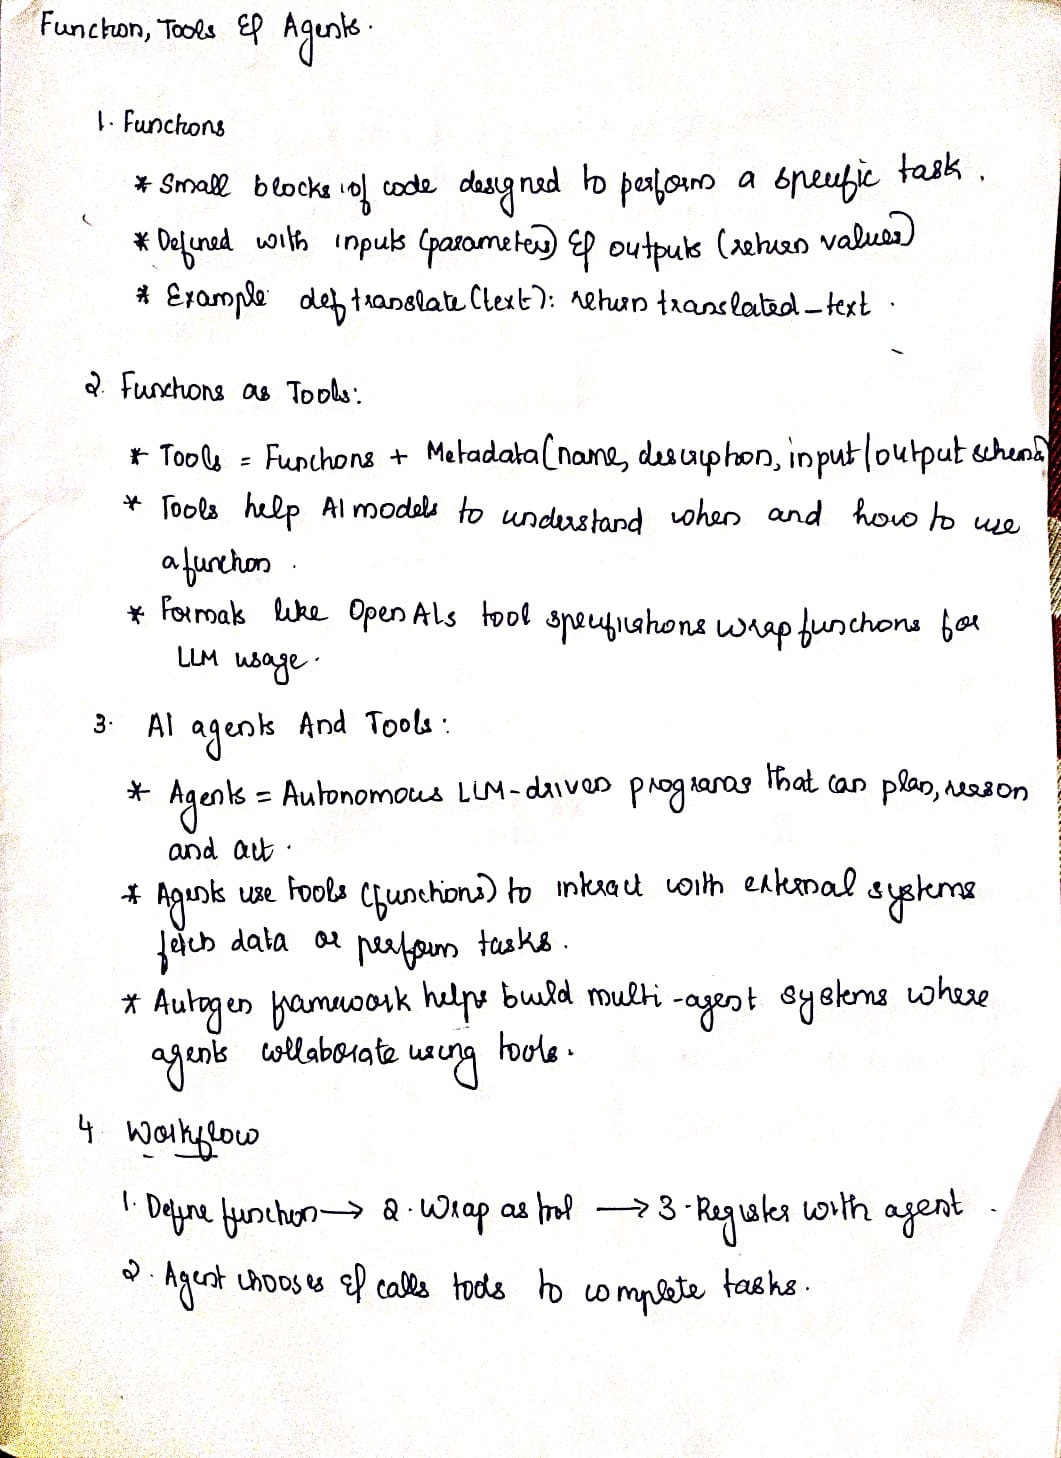 Function, Tools & Agents.
1. Functions
* Small blocks of code designed to perform a specific task.
* Defined with inputs (parameters) & outputs (return values)
* Example def translate (text): return translated_text.
2. Functions as Tools:
* Tools = Functions + Metadata (name, description, input/output schema)
* Tools help AI models to understand when and how to use
a function.
* Formats like Open AIs tool specifications wrap functions for
LLM usage.
3. AI agents And Tools:
* Agents = Autonomous LLM-driven programs that can plan, reason
and act.
* Agents use tools (functions) to interact with external systems
fetch data or perform tasks.
* Autogen framework helps build multi-agent systems where
agents collaborate using tools.
4 Workflow
1. Define function → 2. Wrap as tool → 3. Register with agent.
2. Agent chooses & calls tools to complete tasks.